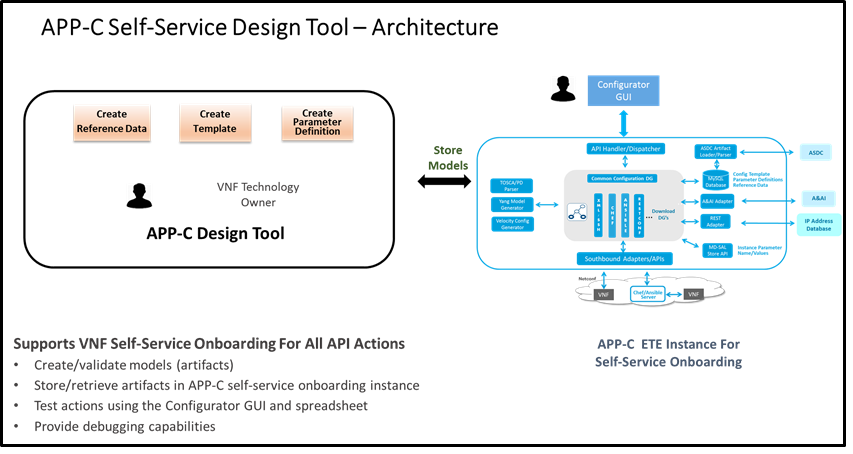 APP-C Self-Service Design Tool – Architecture
Create
Reference Data
Create
Template
Create
Parameter
Definition
VNF Technology
Owner
APP-C Design Tool
Store
Models
Configurator
GUI
API Handler/Dispatcher
ASDC Artifact
Loader/Parser
ASDC
Common Configuration DG
MySQL
Database
Config Template
Parameter Definitions
Reference Data
TOSCA/PD
Parser
Yang Model
Generator
Velocity Config
Generator
CHEF
ANSIBLE
RESTCONF
... Download
DG's
A&AI Adapter
A&AI
REST
Adapter
IP Address
Database
MD-SAL
Store API
Instance Parameter
Name/Values
Southbound Adapters/APIs
Netconf
VNF
Chef/Ansible
Server
VNF
Supports VNF Self-Service Onboarding For All API Actions
• Create/validate models (artifacts)
• Store/retrieve artifacts in APP-C self-service onboarding instance
• Test actions using the Configurator GUI and spreadsheet
• Provide debugging capabilities
APP-C ETE Instance For
Self-Service Onboarding